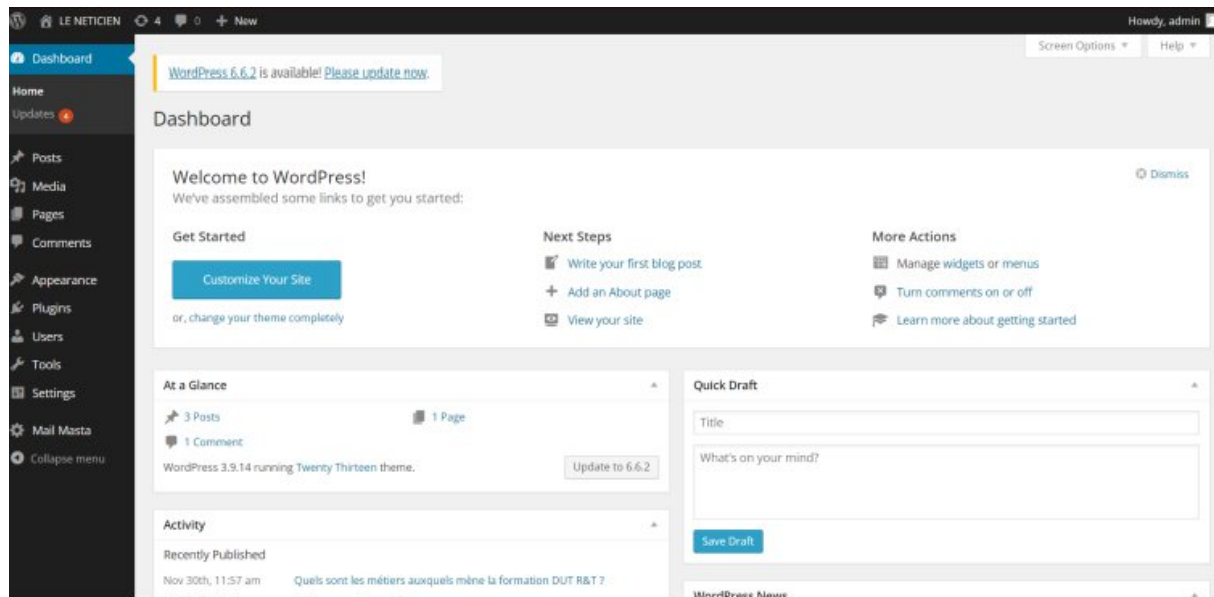 LE NETICIEN 4 0 + New Howdy, admin
Screen Options Help
Dashboard
Home
Updates 4
Posts
Media
Pages
Comments
Appearance
Plugins
Users
Tools
Settings
Mail Masta
Collapse menu
WordPress 6.6.2 is available! Please update now.
Dashboard
Welcome to WordPress!
Dismiss
We've assembled some links to get you started:
Get Started
Customize Your Site
or, change your theme completely
Next Steps
Write your first blog post
Add an About page
View your site
More Actions
Manage widgets or menus
Turn comments on or off
Learn more about getting started
At a Glance
3 Posts 1 Page
1 Comment
WordPress 3.9.14 running Twenty Thirteen theme. Update to 6.6.2
Activity
Recently Published
Nov 30th, 11:57 am Quels sont les métiers auxquels mène la formation DUT R&T ?
Quick Draft
Title
What's on your mind?
Save Draft
WordPress News